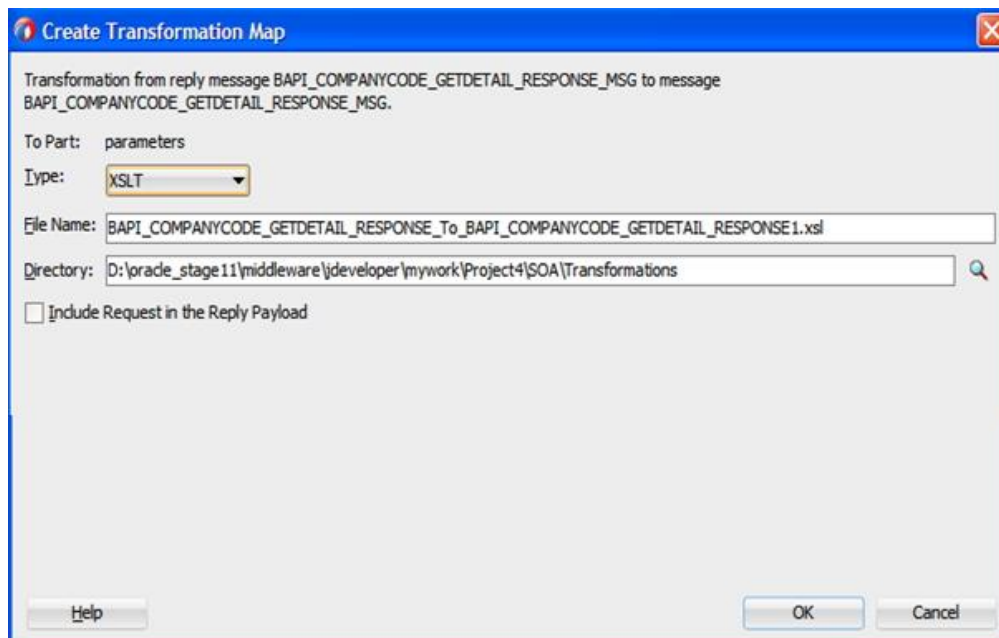 Create Transformation Map
Transformation from reply message BAPI_COMPANYCODE_GETDETAIL_RESPONSE_MSG to message
BAPI_COMPANYCODE_GETDETAIL_RESPONSE_MSG.
To Part: parameters
Type: XSLT
File Name: BAPI_COMPANYCODE_GETDETAIL_RESPONSE_To_BAPI_COMPANYCODE_GETDETAIL_RESPONSE1.xsl
Directory: D:\oracle_stage11\middleware\jdeveloper\mywork\Project4\SOA\Transformations
Include Request in the Reply Payload
Help OK Cancel